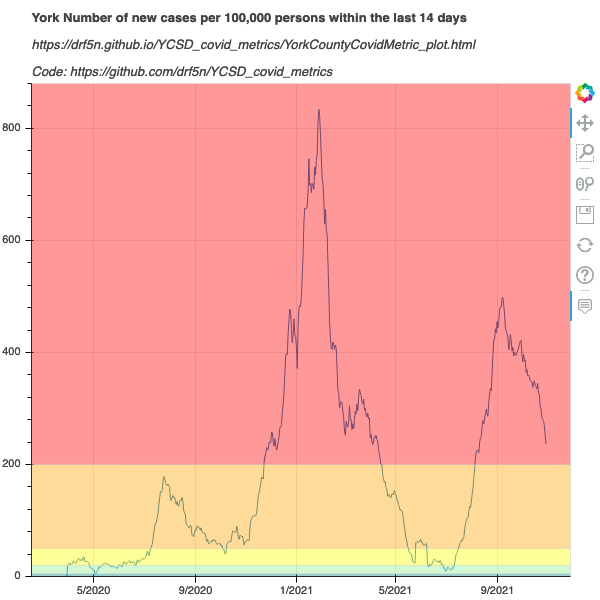 York Number of new cases per 100,000 persons within the last 14 days
https://drf5n.github.io/YCSD_covid_metrics/YorkCountyCovidMetric_plot.html
Code: https://github.com/drf5n/YCSD_covid_metrics
800
600
400
200
0
5/2020 9/2020 1/2021 5/2021 9/2021